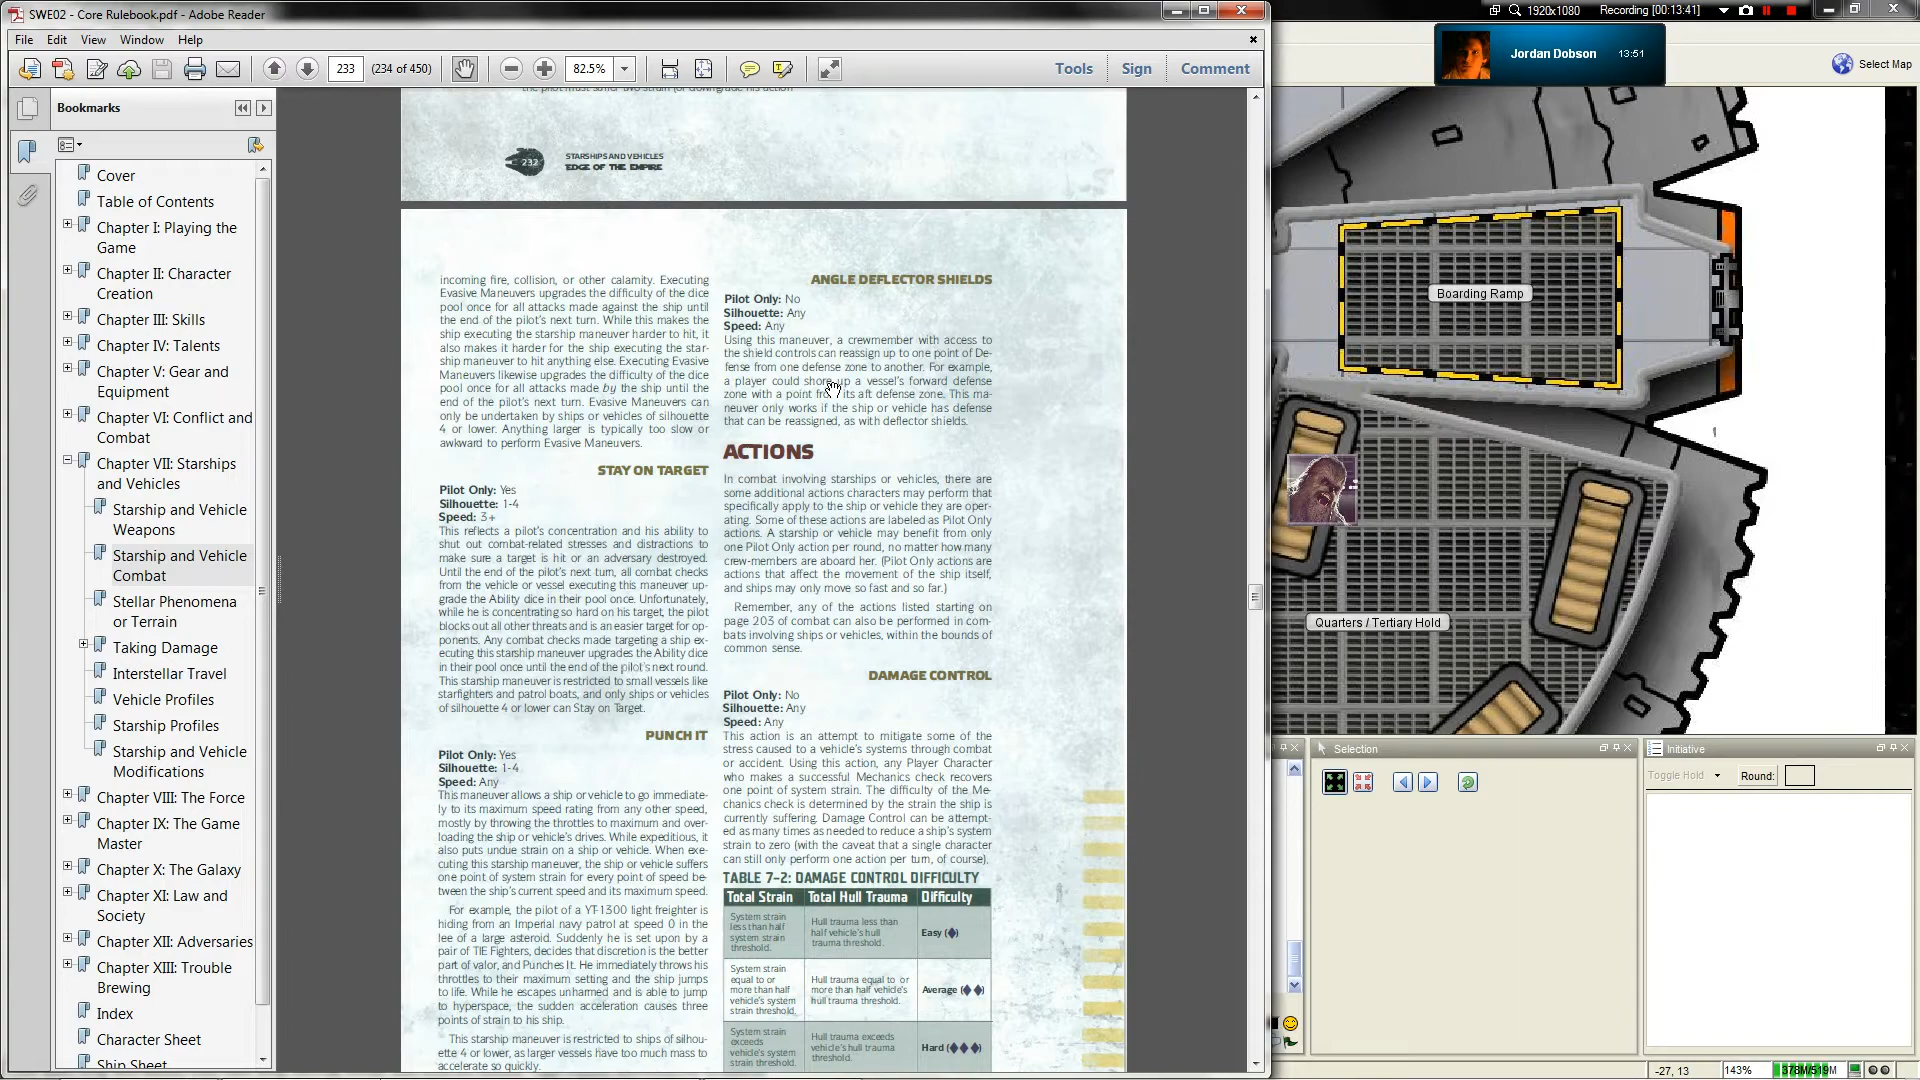 SWE02 - Core Rulebook.pdf - Adobe Reader
File Edit View Window Help
233 (234 of 450) 82.5% Tools Sign Comment
Bookmarks
Cover
Table of Contents
Chapter I: Playing the
Game
Chapter II: Character
Creation
Chapter III: Skills
Chapter IV: Talents
Chapter V: Gear and
Equipment
Chapter VI: Conflict and
Combat
Chapter VII: Starships
and Vehicles
Starship and Vehicle
Weapons
Starship and Vehicle
Combat
Stellar Phenomena
or Terrain
Taking Damage
Interstellar Travel
Vehicle Profiles
Starship Profiles
Starship and Vehicle
Modifications
Chapter VIII: The Force
Chapter IX: The Game
Master
Chapter X: The Galaxy
Chapter XI: Law and
Society
Chapter XII: Adversaries
Chapter XIII: Trouble
Brewing
Index
Character Sheet
Ship Sheet
the pilot must suffer two strain (or downgrade his action
232
STARSHIPS AND VEHICLES
EDGE OF THE EMPIRE
incoming fire, collision, or other calamity. Executing
Evasive Maneuvers upgrades the difficulty of the dice
pool once for all attacks made against the ship until
the end of the pilot's next turn. While this makes the
ship executing the starship maneuver harder to hit, it
also makes it harder for the ship executing the star-
ship maneuver to hit anything else. Executing Evasive
Maneuvers likewise upgrades the difficulty of the dice
pool once for all attacks made by the ship until the
end of the pilot's next turn. Evasive Maneuvers can
only be undertaken by ships or vehicles of silhouette
4 or lower. Anything larger is typically too slow or
awkward to perform Evasive Maneuvers.
STAY ON TARGET
Pilot Only: Yes
Silhouette: 1-4
Speed: 3+
This reflects a pilot's concentration and his ability to
shut out combat-related stresses and distractions to
make sure a target is hit or an adversary destroyed.
Until the end of the pilot's next turn, all combat checks
from the vehicle or vessel executing this maneuver up-
grade the Ability dice in their pool once. Unfortunately,
while he is concentrating so hard on his target, the pilot
blocks out all other threats and is an easier target for op-
ponents. Any combat checks made targeting a ship ex-
ecuting this starship maneuver upgrades the Ability dice
in their pool once until the end of the pilot's next round.
This starship maneuver is restricted to small vessels like
starfighters and patrol boats, and only ships or vehicles
of silhouette 4 or lower can Stay on Target.
PUNCH IT
Pilot Only: Yes
Silhouette: 1-4
Speed: Any
This maneuver allows a ship or vehicle to go immediate-
ly to its maximum speed rating from any other speed,
mostly by throwing the throttles to maximum and over-
loading the ship or vehicle's drives. While expeditious, it
also puts undue strain on a ship or vehicle. When exe-
cuting this starship maneuver, the ship or vehicle suffers
one point of system strain for every point of speed be-
tween the ship's current speed and its maximum speed.
For example, the pilot of a YT-1300 light freighter is
hiding from an Imperial navy patrol at speed 0 in the
lee of a large asteroid. Suddenly he is set upon by a
pair of TIE Fighters, decides that discretion is the better
part of valor, and Punches It. He immediately throws his
throttles to their maximum setting and the ship jumps
to life. While he escapes unharmed and is able to jump
to hyperspace, the sudden acceleration causes three
points of strain to his ship.
This starship maneuver is restricted to ships of silhou-
ette 4 or lower, as larger vessels have too much mass to
accelerate so quickly.
ANGLE DEFLECTOR SHIELDS
Pilot Only: No
Silhouette: Any
Speed: Any
Using this maneuver, a crewmember with access to
the shield controls can reassign up to one point of De-
fense from one defense zone to another. For example,
a player could shore up a vessel's forward defense
zone with a point from its aft defense zone. This ma-
neuver only works if the ship or vehicle has defense
that can be reassigned, as with deflector shields.
ACTIONS
In combat involving starships or vehicles, there are
some additional actions characters may perform that
specifically apply to the ship or vehicle they are oper-
ating. Some of these actions are labeled as Pilot Only
actions. A starship or vehicle may benefit from only
one Pilot Only action per round, no matter how many
crew-members are aboard her. (Pilot Only actions are
actions that affect the movement of the ship itself,
and ships may only move so fast and so far.)
Remember, any of the actions listed starting on
page 203 of combat can also be performed in com-
bats involving ships or vehicles, within the bounds of
common sense.
DAMAGE CONTROL
Pilot Only: No
Silhouette: Any
Speed: Any
This action is an attempt to mitigate some of the
stress caused to a vehicle's systems through combat
or accident. Using this action, any Player Character
who makes a successful Mechanics check recovers
one point of system strain. The difficulty of the Me-
chanics check is determined by the strain the ship is
currently suffering. Damage Control can be attempt-
ed as many times as needed to reduce a ship's system
strain to zero (with the caveat that a single character
can still only perform one action per turn, of course).
TABLE 7-2: DAMAGE CONTROL DIFFICULTY
Total Strain Total Hull Trauma Difficulty
System strain
less than half
system strain
threshold.
Hull trauma less than
half vehicle's hull
trauma threshold.
Easy (♦)
System strain
equal to or
more than half
vehicle's system
strain threshold.
Hull trauma equal to or
more than half vehicle's
hull trauma threshold.
Average (♦♦)
System strain
exceeds
vehicle's system
strain threshold.
Hull trauma exceeds
vehicle's hull trauma
threshold.
Hard (♦♦♦)
1920x1080 Recording [00:13:41]
Jordan Dobson 13:51
Select Map
Boarding Ramp
Quarters / Tertiary Hold
Selection
Initiative
Toggle Hold Round:
-27, 13 143% 378M/519M